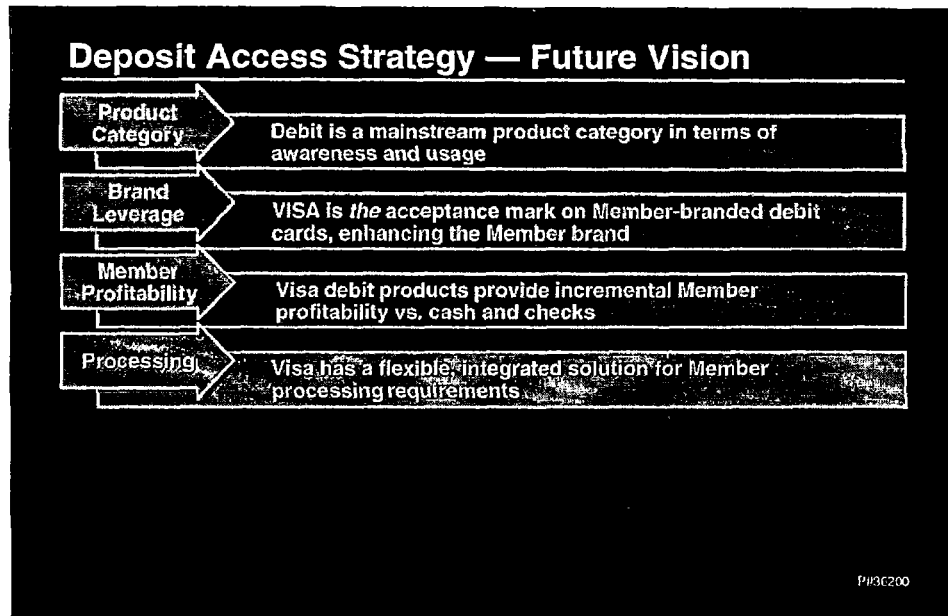 Deposit Access Strategy — Future Vision
Product
Category
Debit is a mainstream product category in terms of
awareness and usage
Brand
Leverage
VISA is the acceptance mark on Member-branded debit
cards, enhancing the Member brand
Member
Profitability
Visa debit products provide incremental Member
profitability vs. cash and checks
Processing
Visa has a flexible, integrated solution for Member
processing requirements